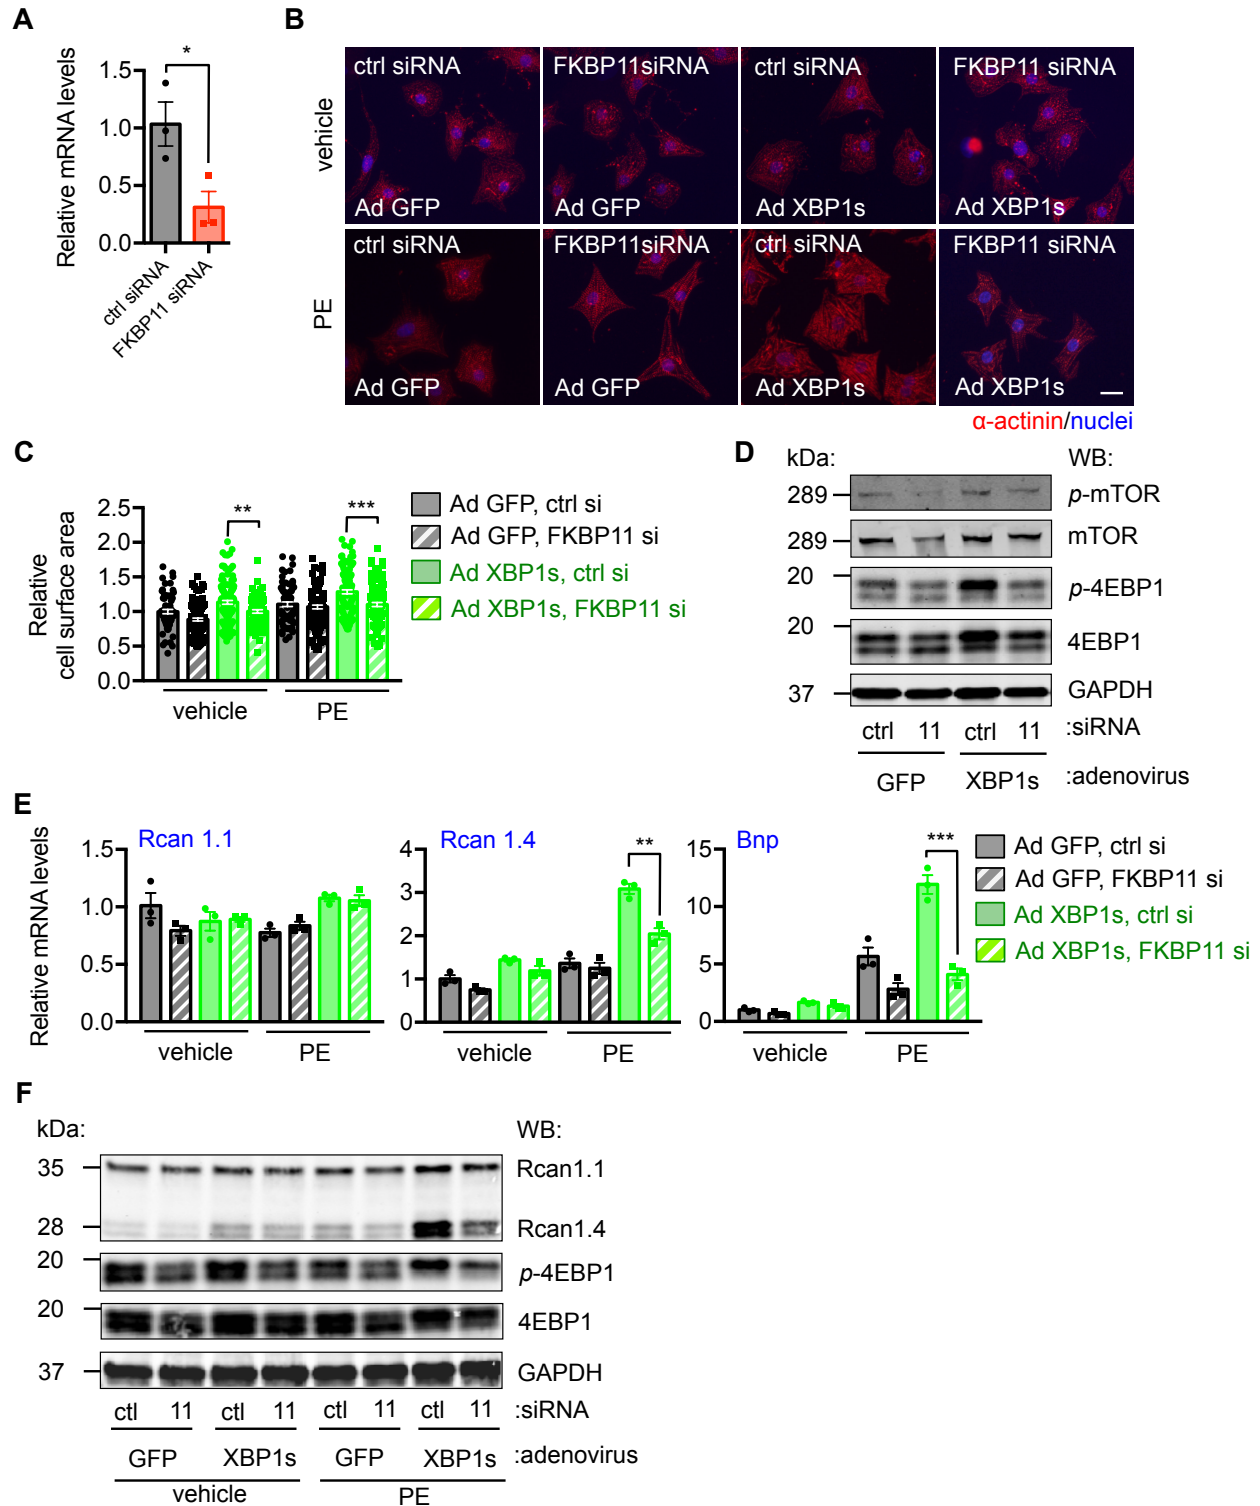 A
Relative mRNA levels
1.5
1.0
0.5
0.0
*
ctrl siRNA
FKBP11 siRNA
B
vehicle
PE
ctrl siRNA
Ad GFP
FKBP11siRNA
Ad GFP
ctrl siRNA
Ad XBP1s
FKBP11 siRNA
Ad XBP1s
ctrl siRNA
Ad GFP
FKBP11siRNA
Ad GFP
ctrl siRNA
Ad XBP1s
FKBP11 siRNA
Ad XBP1s
α-actinin/nuclei
C
Relative
cell surface area
2.5
2.0
1.5
1.0
0.5
0.0
**
***
vehicle
PE
Ad GFP, ctrl si
Ad GFP, FKBP11 si
Ad XBP1s, ctrl si
Ad XBP1s, FKBP11 si
D
kDa:
WB:
289
p-mTOR
289
mTOR
20
p-4EBP1
20
4EBP1
37
GAPDH
ctrl 11 ctrl 11 :siRNA
GFP XBP1s :adenovirus
E
Relative mRNA levels
Rcan 1.1
1.5
1.0
0.5
0.0
vehicle
PE
Rcan 1.4
4
3
2
1
0
**
vehicle
PE
Bnp
15
10
5
0
***
vehicle
PE
Ad GFP, ctrl si
Ad GFP, FKBP11 si
Ad XBP1s, ctrl si
Ad XBP1s, FKBP11 si
F
kDa:
WB:
35
Rcan1.1
28
Rcan1.4
20
p-4EBP1
20
4EBP1
37
GAPDH
ctl 11 ctl 11 ctl 11 ctl 11 :siRNA
GFP XBP1s GFP XBP1s :adenovirus
vehicle PE